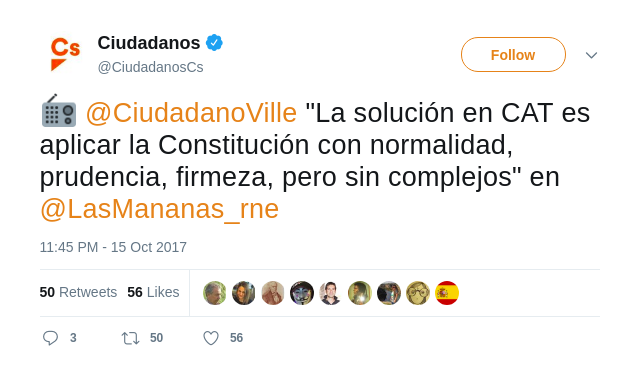 Cs
Ciudadanos
@CiudadanosCs
Follow
@CiudadanoVille "La solución en CAT es
aplicar la Constitución con normalidad,
prudencia, firmeza, pero sin complejos" en
@LasMananas_rne
11:45 PM - 15 Oct 2017
50 Retweets 56 Likes
3 50 56